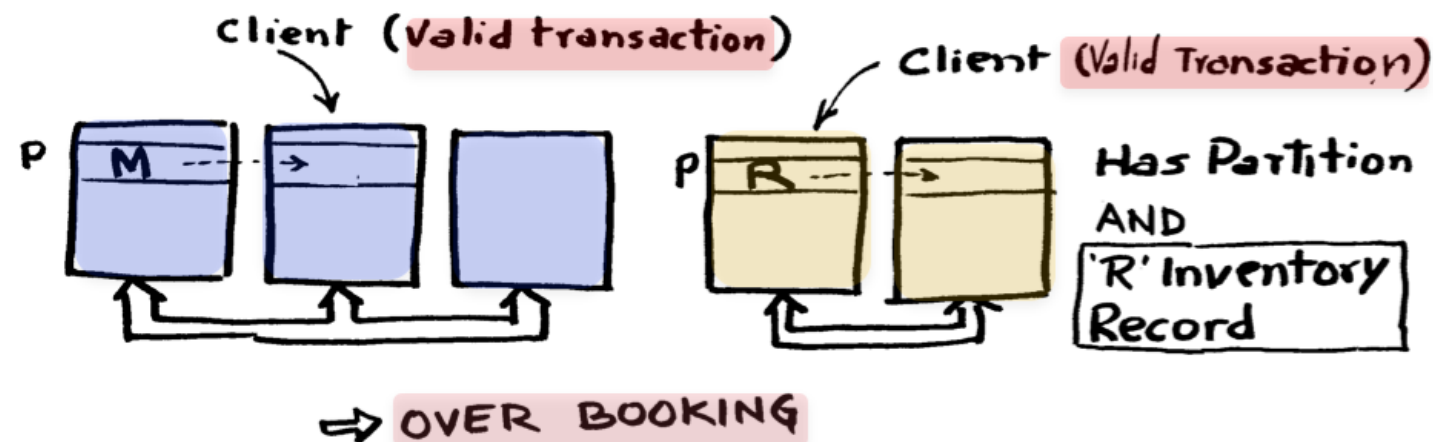 Client (Valid transaction)
Client (Valid Transaction)
P
M
P
R
Has Partition
AND
'R' Inventory
Record
⇒ OVER BOOKING